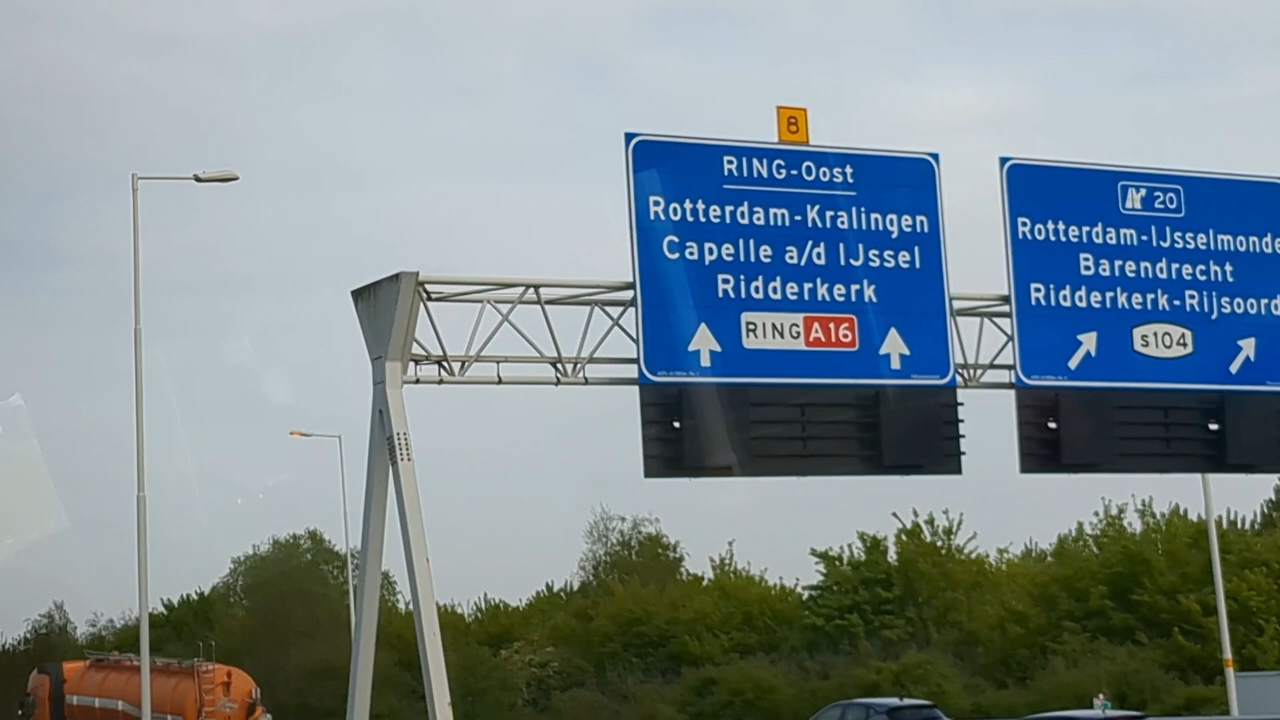 8
RING-Oost
Rotterdam-Kralingen
Capelle a/d IJssel
Ridderkerk
RING A16
20
Rotterdam-IJsselmonde
Barendrecht
Ridderkerk-Rijsoord
s104